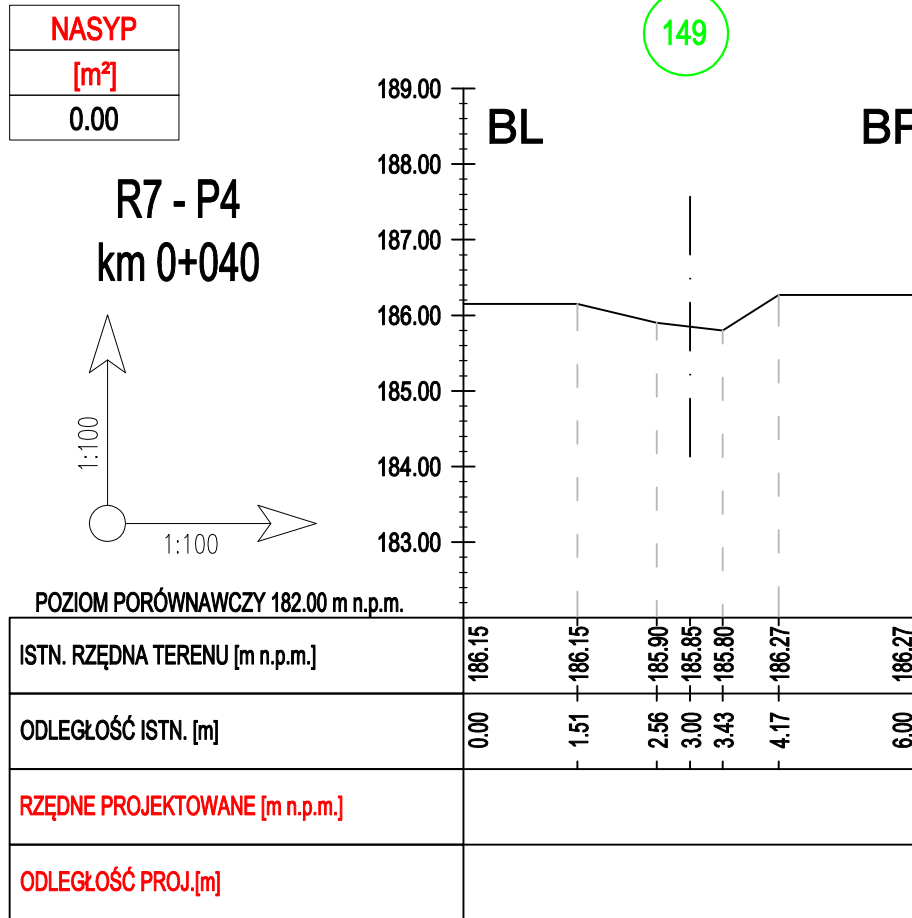 NASYP
[m²]
0.00
149
R7 - P4
km 0+040
1:100
1:100
189.00
188.00
187.00
186.00
185.00
184.00
183.00
BL
POZIOM PORÓWNAWCZY 182.00 m n.p.m.
ISTN. RZĘDNA TERENU [m n.p.m.] 186.15 186.15 185.90 185.85 185.80 186.27 186.27
ODLEGŁOŚĆ ISTN. [m] 0.00 1.51 2.56 3.00 3.43 4.17 6.00
RZĘDNE PROJEKTOWANE [m n.p.m.]
ODLEGŁOŚĆ PROJ.[m]